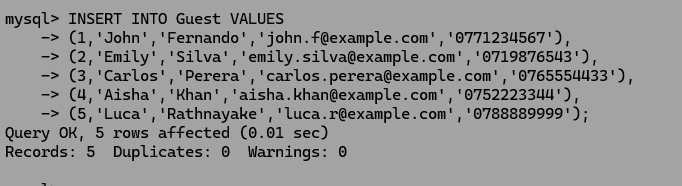 mysql> INSERT INTO Guest VALUES
    -> (1,'John','Fernando','john.f@example.com','0771234567'),
    -> (2,'Emily','Silva','emily.silva@example.com','0719876543'),
    -> (3,'Carlos','Perera','carlos.perera@example.com','0765554433'),
    -> (4,'Aisha','Khan','aisha.khan@example.com','0752223344'),
    -> (5,'Luca','Rathnayake','luca.r@example.com','0788889999');
Query OK, 5 rows affected (0.01 sec)
Records: 5  Duplicates: 0  Warnings: 0